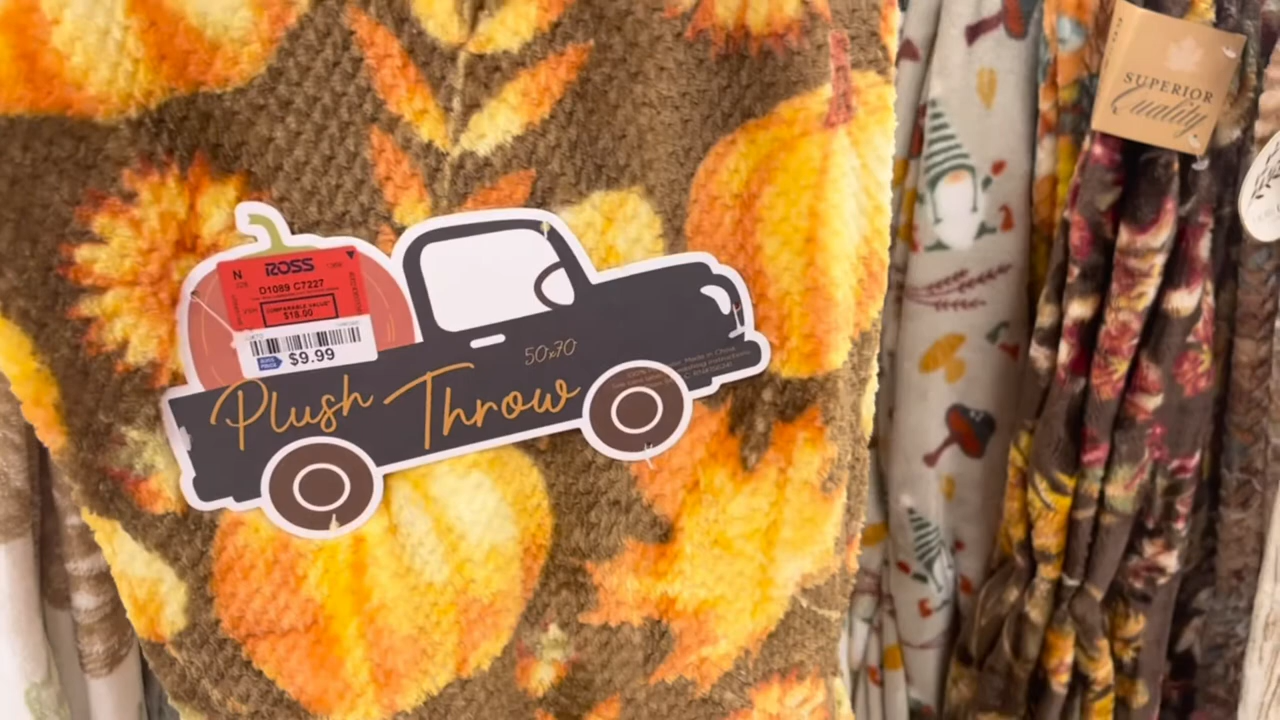 N ROSS
D1089 C7227
COMPARABLE VALUE*
$18.00
$9.99
50x70
Plush Throw
SUPERIOR
Quality